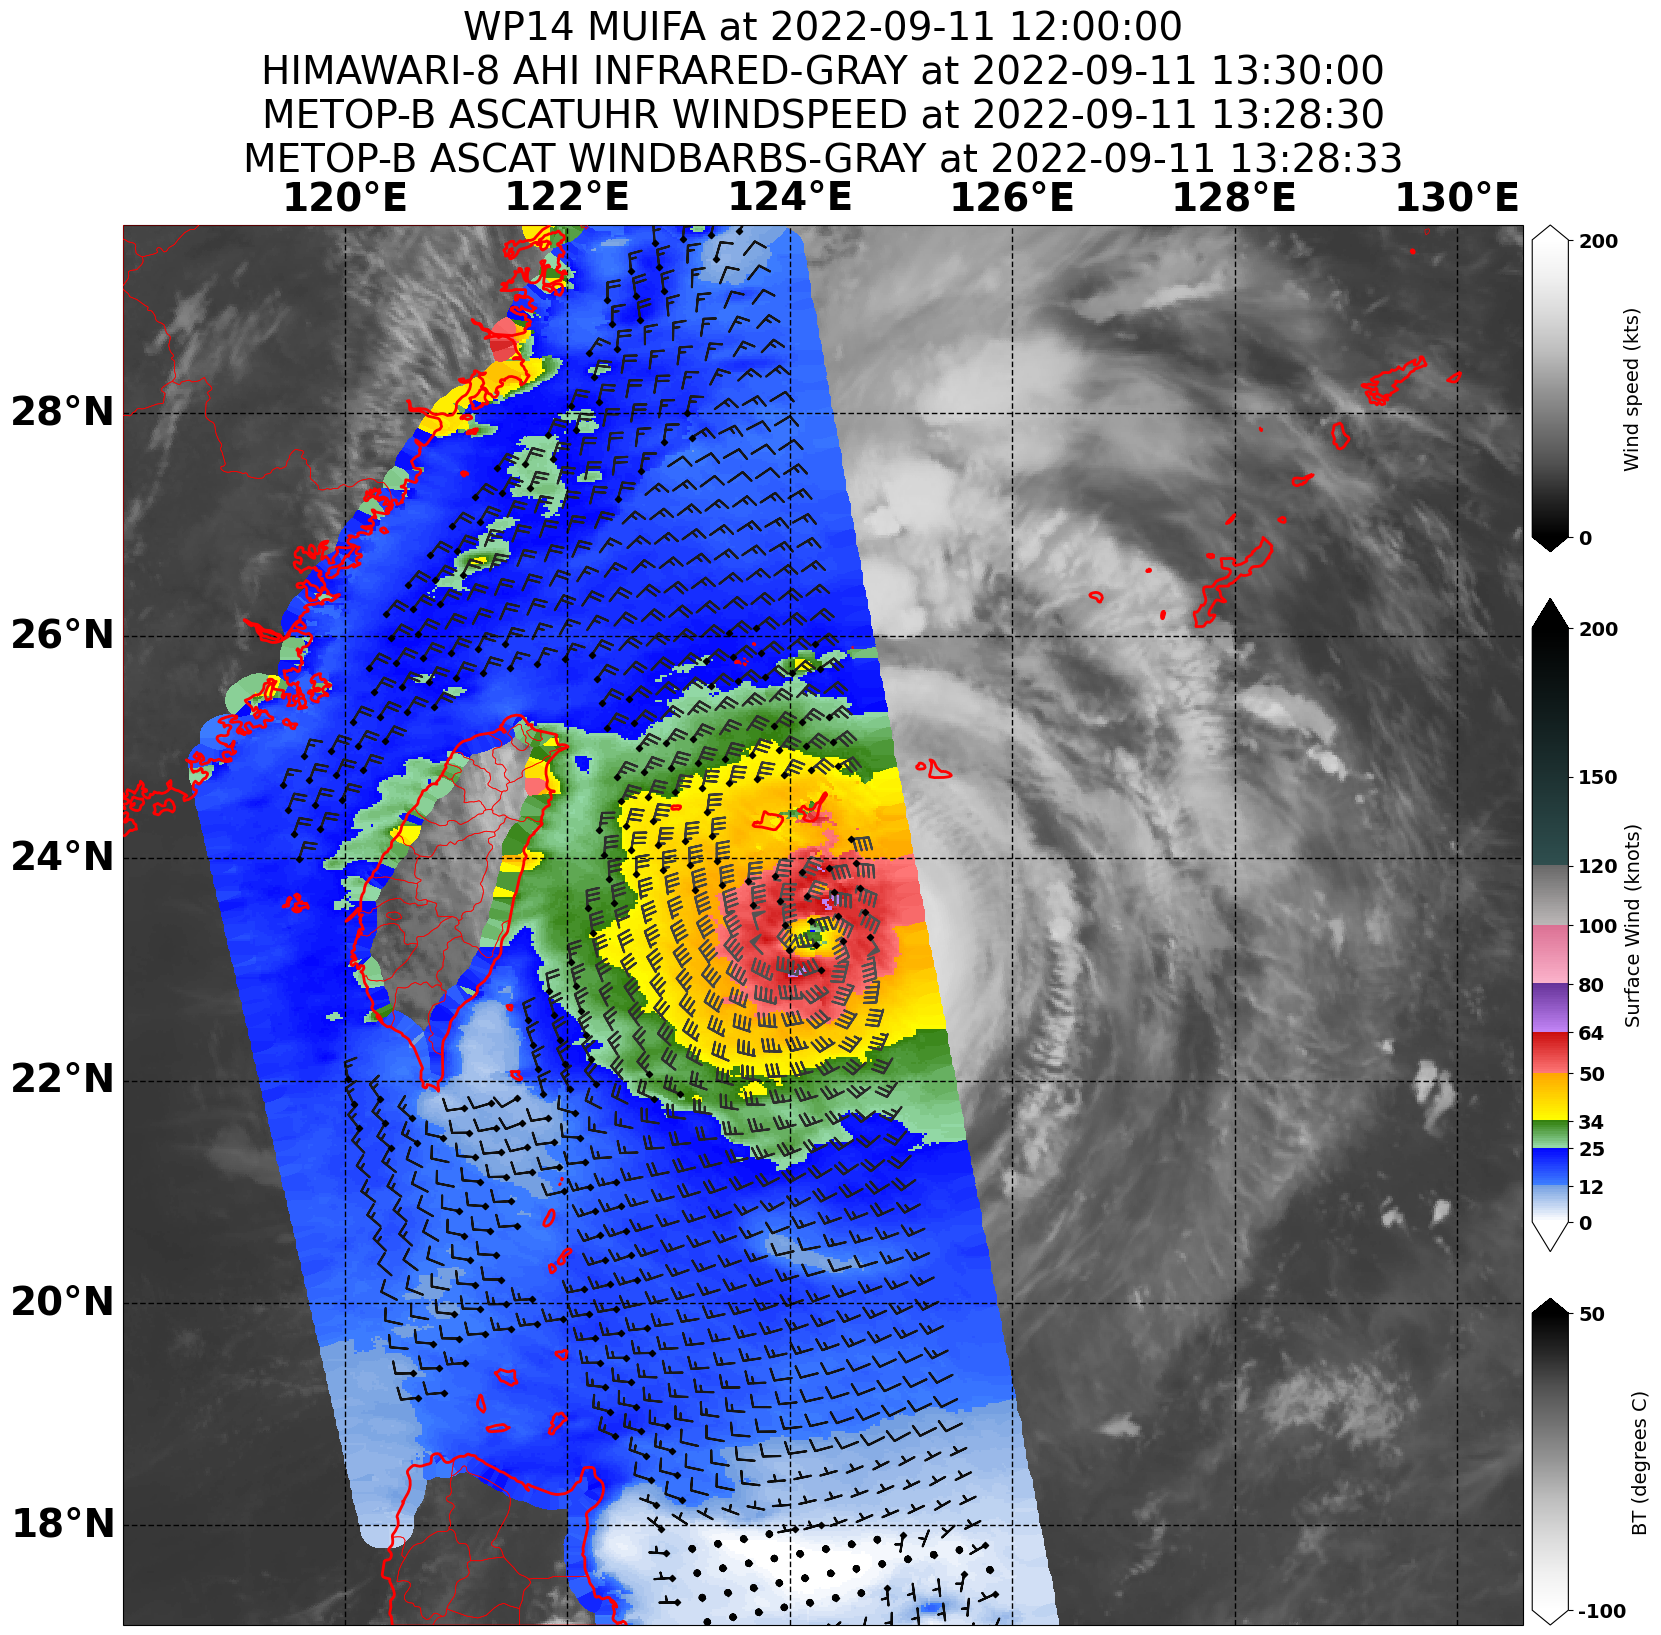 WP14 MUIFA at 2022-09-11 12:00:00
HIMAWARI-8 AHI INFRARED-GRAY at 2022-09-11 13:30:00
METOP-B ASCATUHR WINDSPEED at 2022-09-11 13:28:30
METOP-B ASCAT WINDBARBS-GRAY at 2022-09-11 13:28:33
120°E 122°E 124°E 126°E 128°E 130°E
28°N
26°N
24°N
22°N
20°N
18°N
200
0
Wind speed (kts)
200
150
120
100
80
64
50
34
25
12
0
Surface Wind (knots)
50
-100
BT (degrees C)